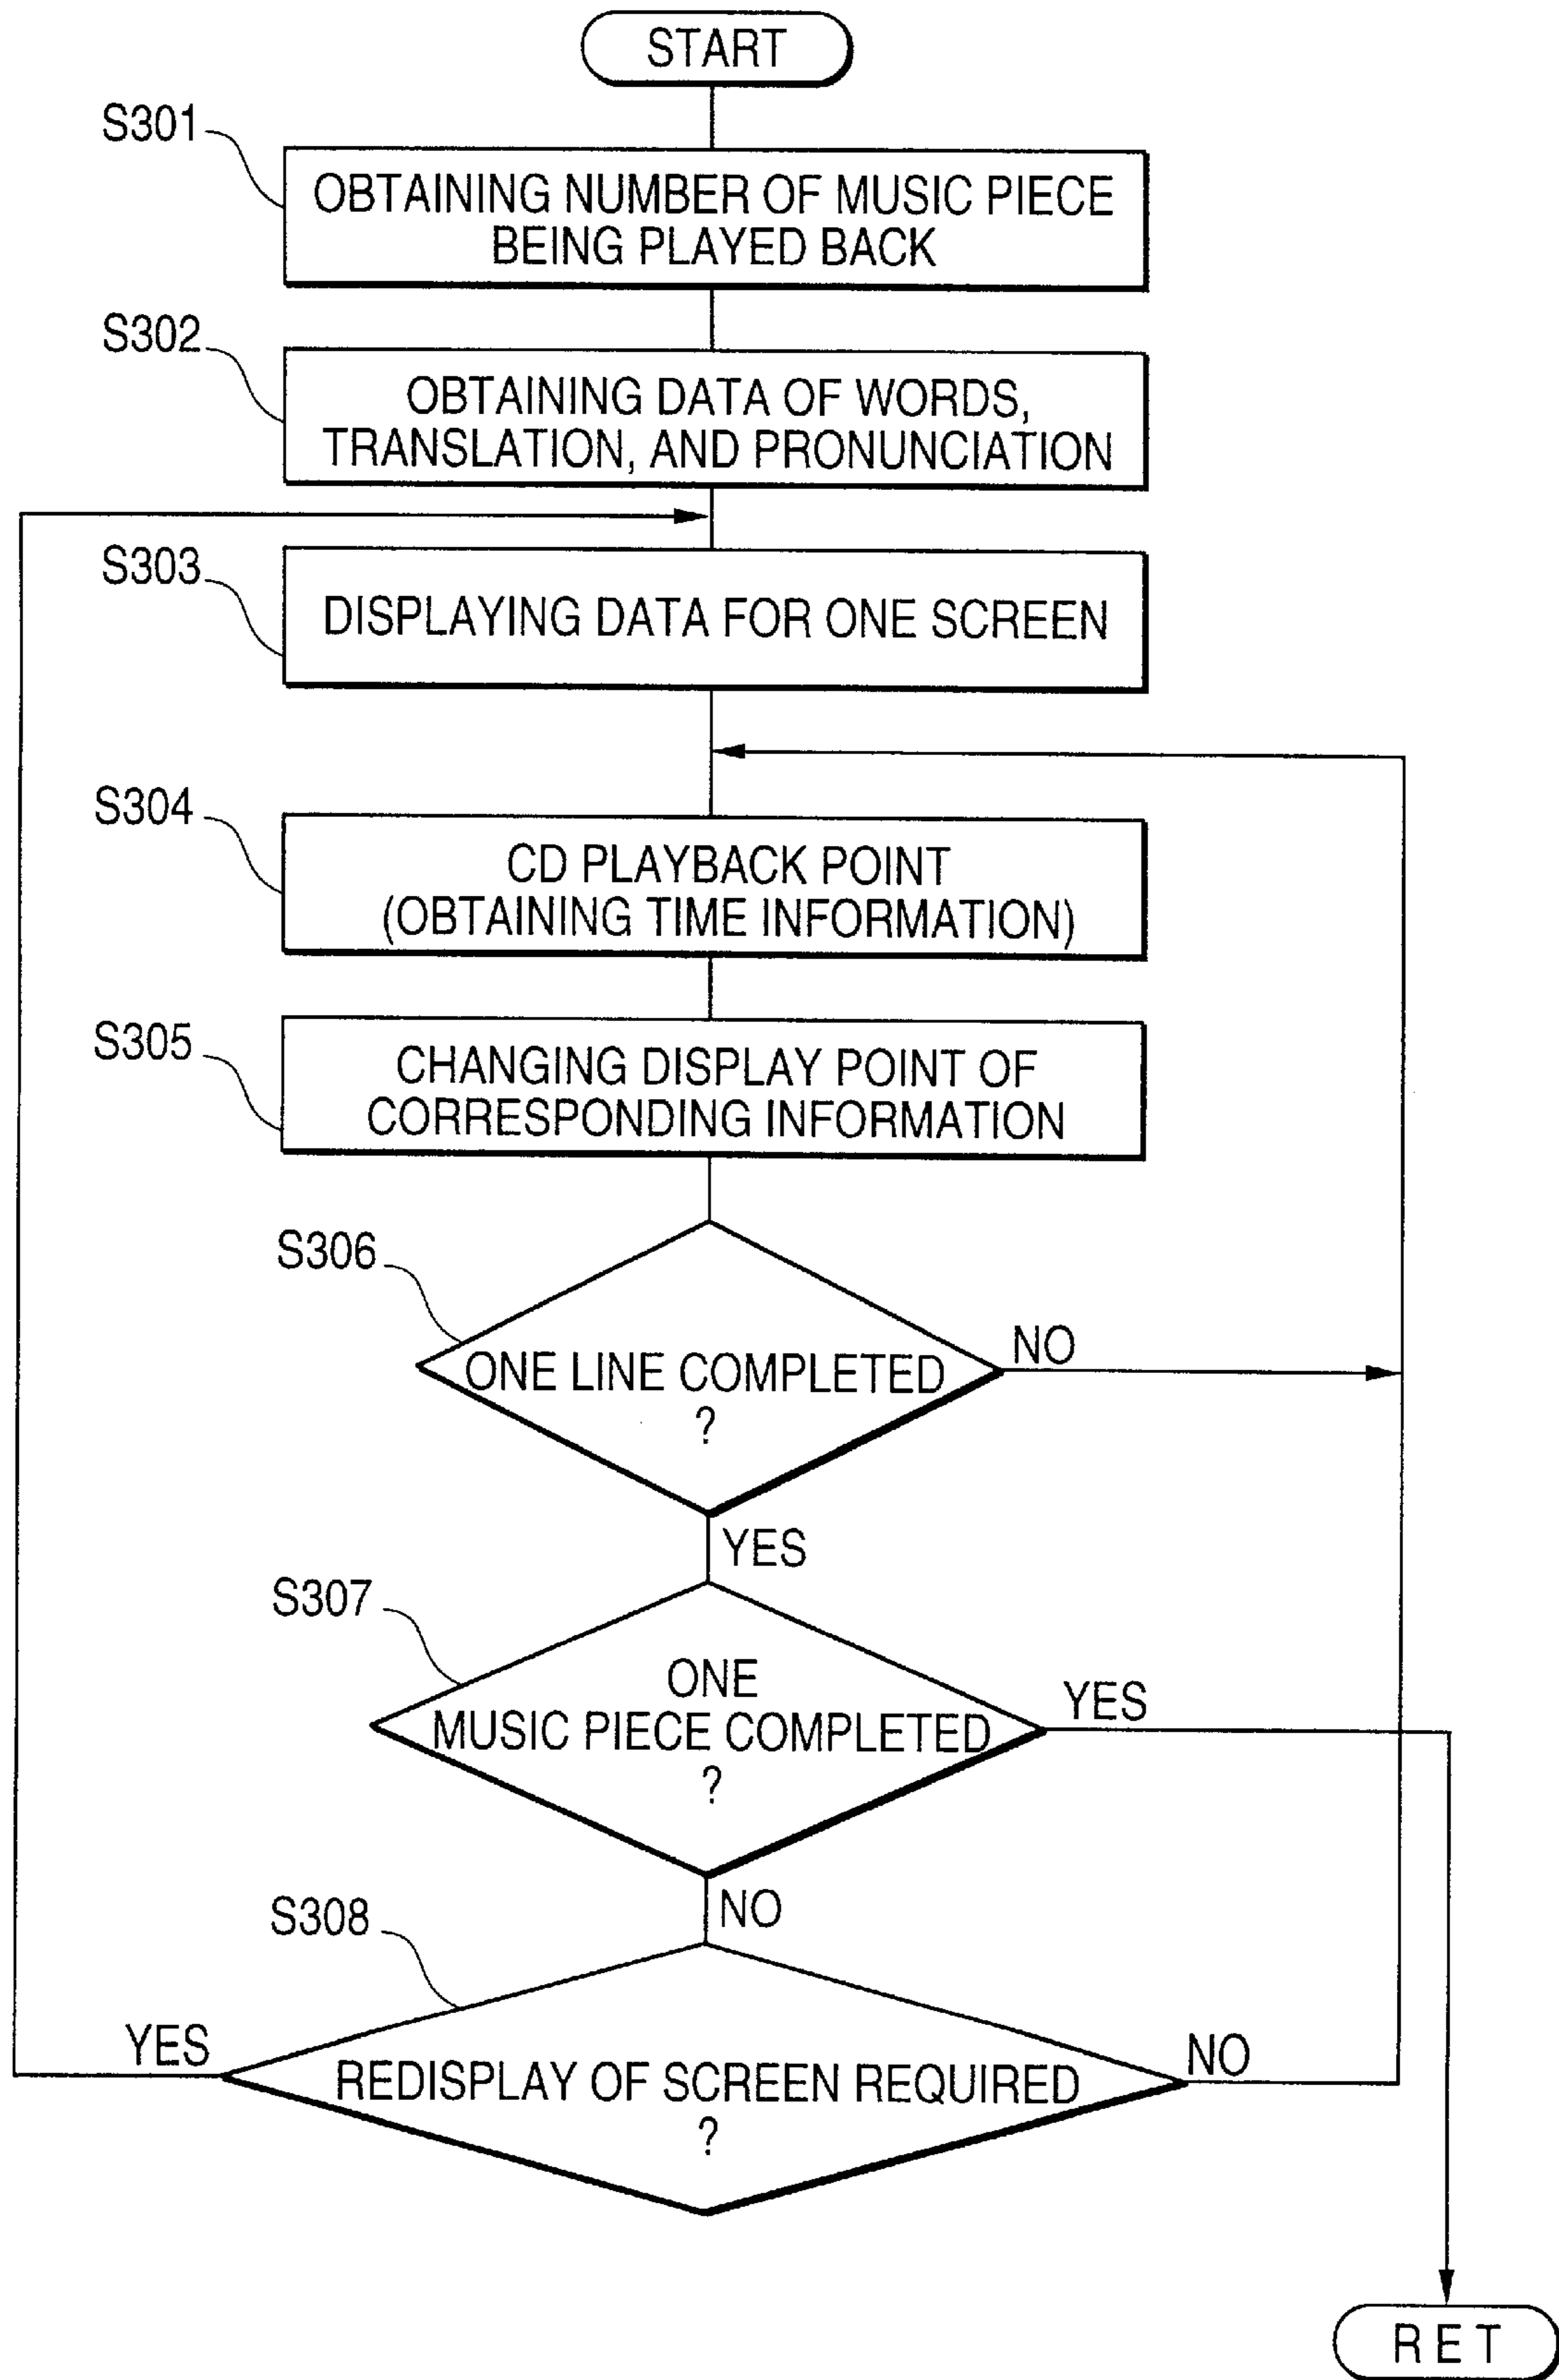 START
S301
OBTAINING NUMBER OF MUSIC PIECE
BEING PLAYED BACK
S302
OBTAINING DATA OF WORDS,
TRANSLATION, AND PRONUNCIATION
S303
DISPLAYING DATA FOR ONE SCREEN
S304
CD PLAYBACK POINT
(OBTAINING TIME INFORMATION)
S305
CHANGING DISPLAY POINT OF
CORRESPONDING INFORMATION
S306
ONE LINE COMPLETED
?
NO
YES
S307
ONE
MUSIC PIECE COMPLETED
?
YES
NO
S308
YES
REDISPLAY OF SCREEN REQUIRED
?
NO
RET